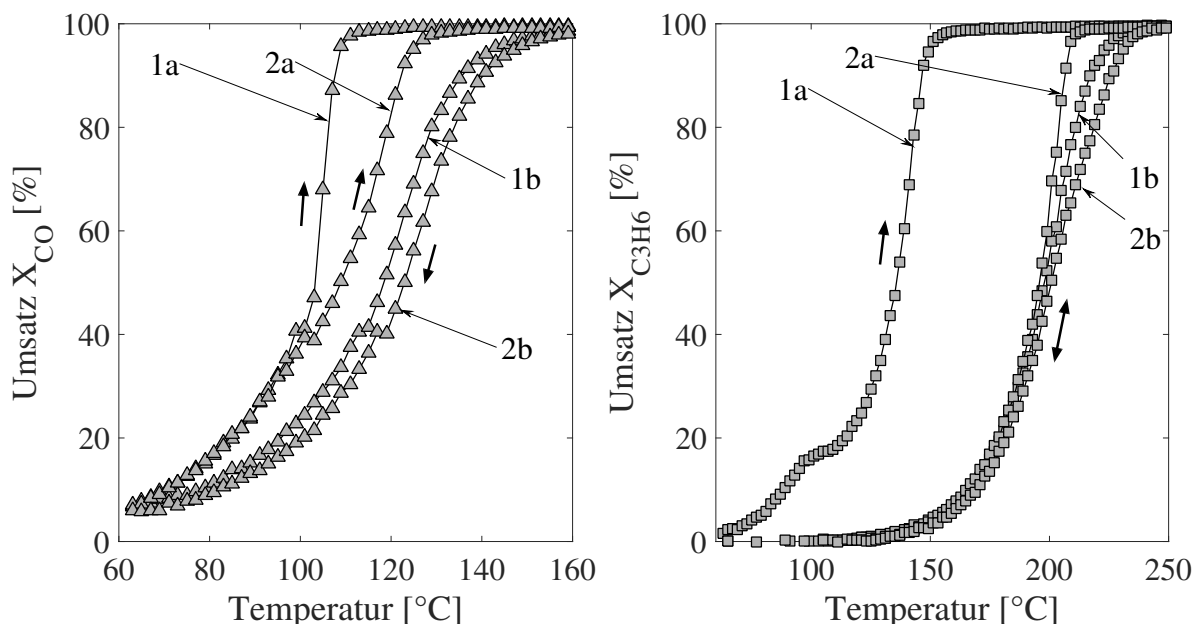 100
80
60
40
20
0
Umsatz X_CO [%]
1a
2a
1b
2b
60 80 100 120 140 160
Temperatur [°C]
100
80
60
40
20
0
Umsatz X_C3H6 [%]
1a
2a
1b
2b
100 150 200 250
Temperatur [°C]